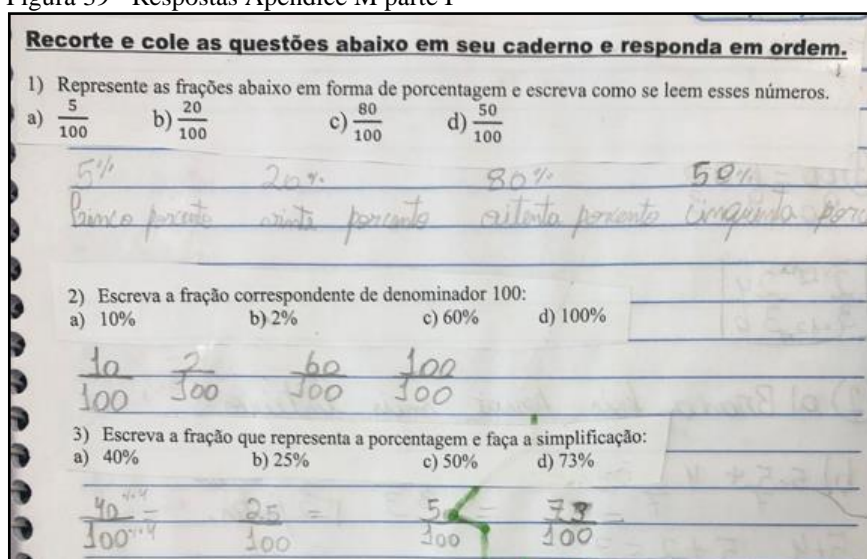 Figura 39 - Respostas Apêndice M parte I
Recorte e cole as questões abaixo em seu caderno e responda em ordem.
1) Represente as frações abaixo em forma de porcentagem e escreva como se leem esses números.
a) 5/100 b) 20/100 c) 80/100 d) 50/100
5% 20% 80% 50%
porcento porcento oitenta porcento cinquenta
2) Escreva a fração correspondente de denominador 100:
a) 10% b) 2% c) 60% d) 100%
10/100 2/100 60/100 100/100
3) Escreva a fração que representa a porcentagem e faça a simplificação:
a) 40% b) 25% c) 50% d) 73%
40/100 = 25/100 = 5/100 73/100 =